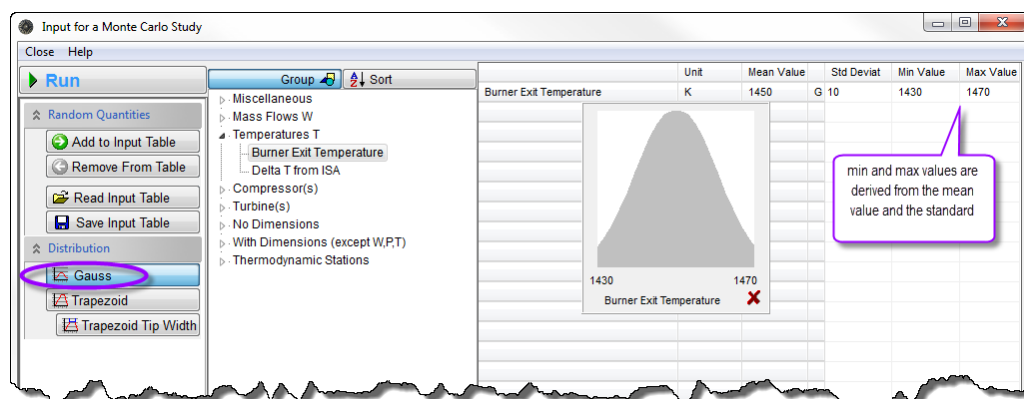 Input for a Monte Carlo Study
Close Help
Run
Random Quantities
Add to Input Table
Remove From Table
Read Input Table
Save Input Table
Distribution
Gauss
Trapezoid
Trapezoid Tip Width
Group
Sort
Miscellaneous
Mass Flows W
Temperatures T
Burner Exit Temperature
Delta T from ISA
Compressor(s)
Turbine(s)
No Dimensions
With Dimensions (except W,P,T)
Thermodynamic Stations
Unit Mean Value Std Deviat Min Value Max Value
Burner Exit Temperature K 1450 G 10 1430 1470
1430 1470
Burner Exit Temperature
min and max values are
derived from the mean
value and the standard